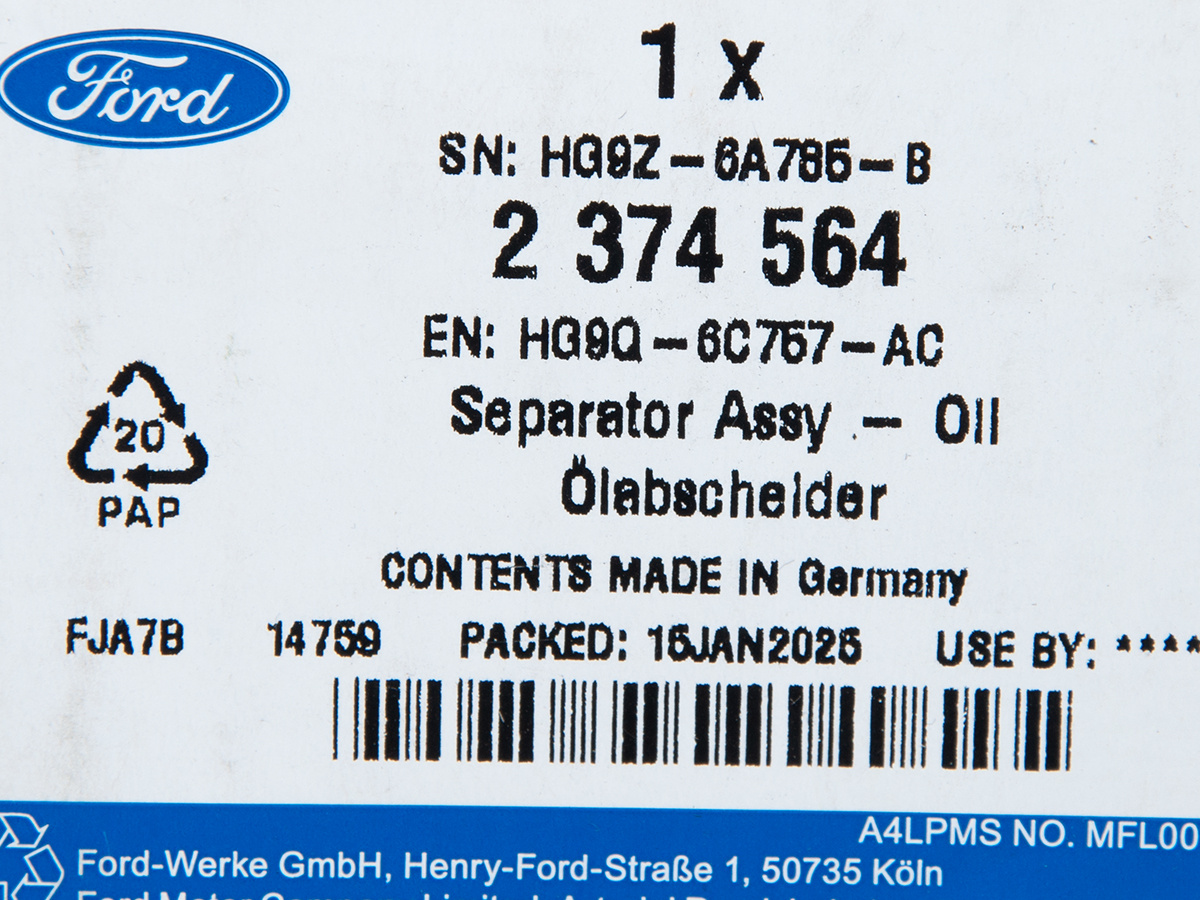 Ford
1 x
SN: HG9Z-6A785-B
2 374 564
EN: HG9Q-6C767-AC
Separator Assy - Oil
Ölabscheider
20
PAP
CONTENTS MADE IN Germany
FJA7B 14759 PACKED: 15JAN2025 USE BY: ****
A4LPMS NO. MFL00
Ford-Werke GmbH, Henry-Ford-Straße 1, 50735 Köln